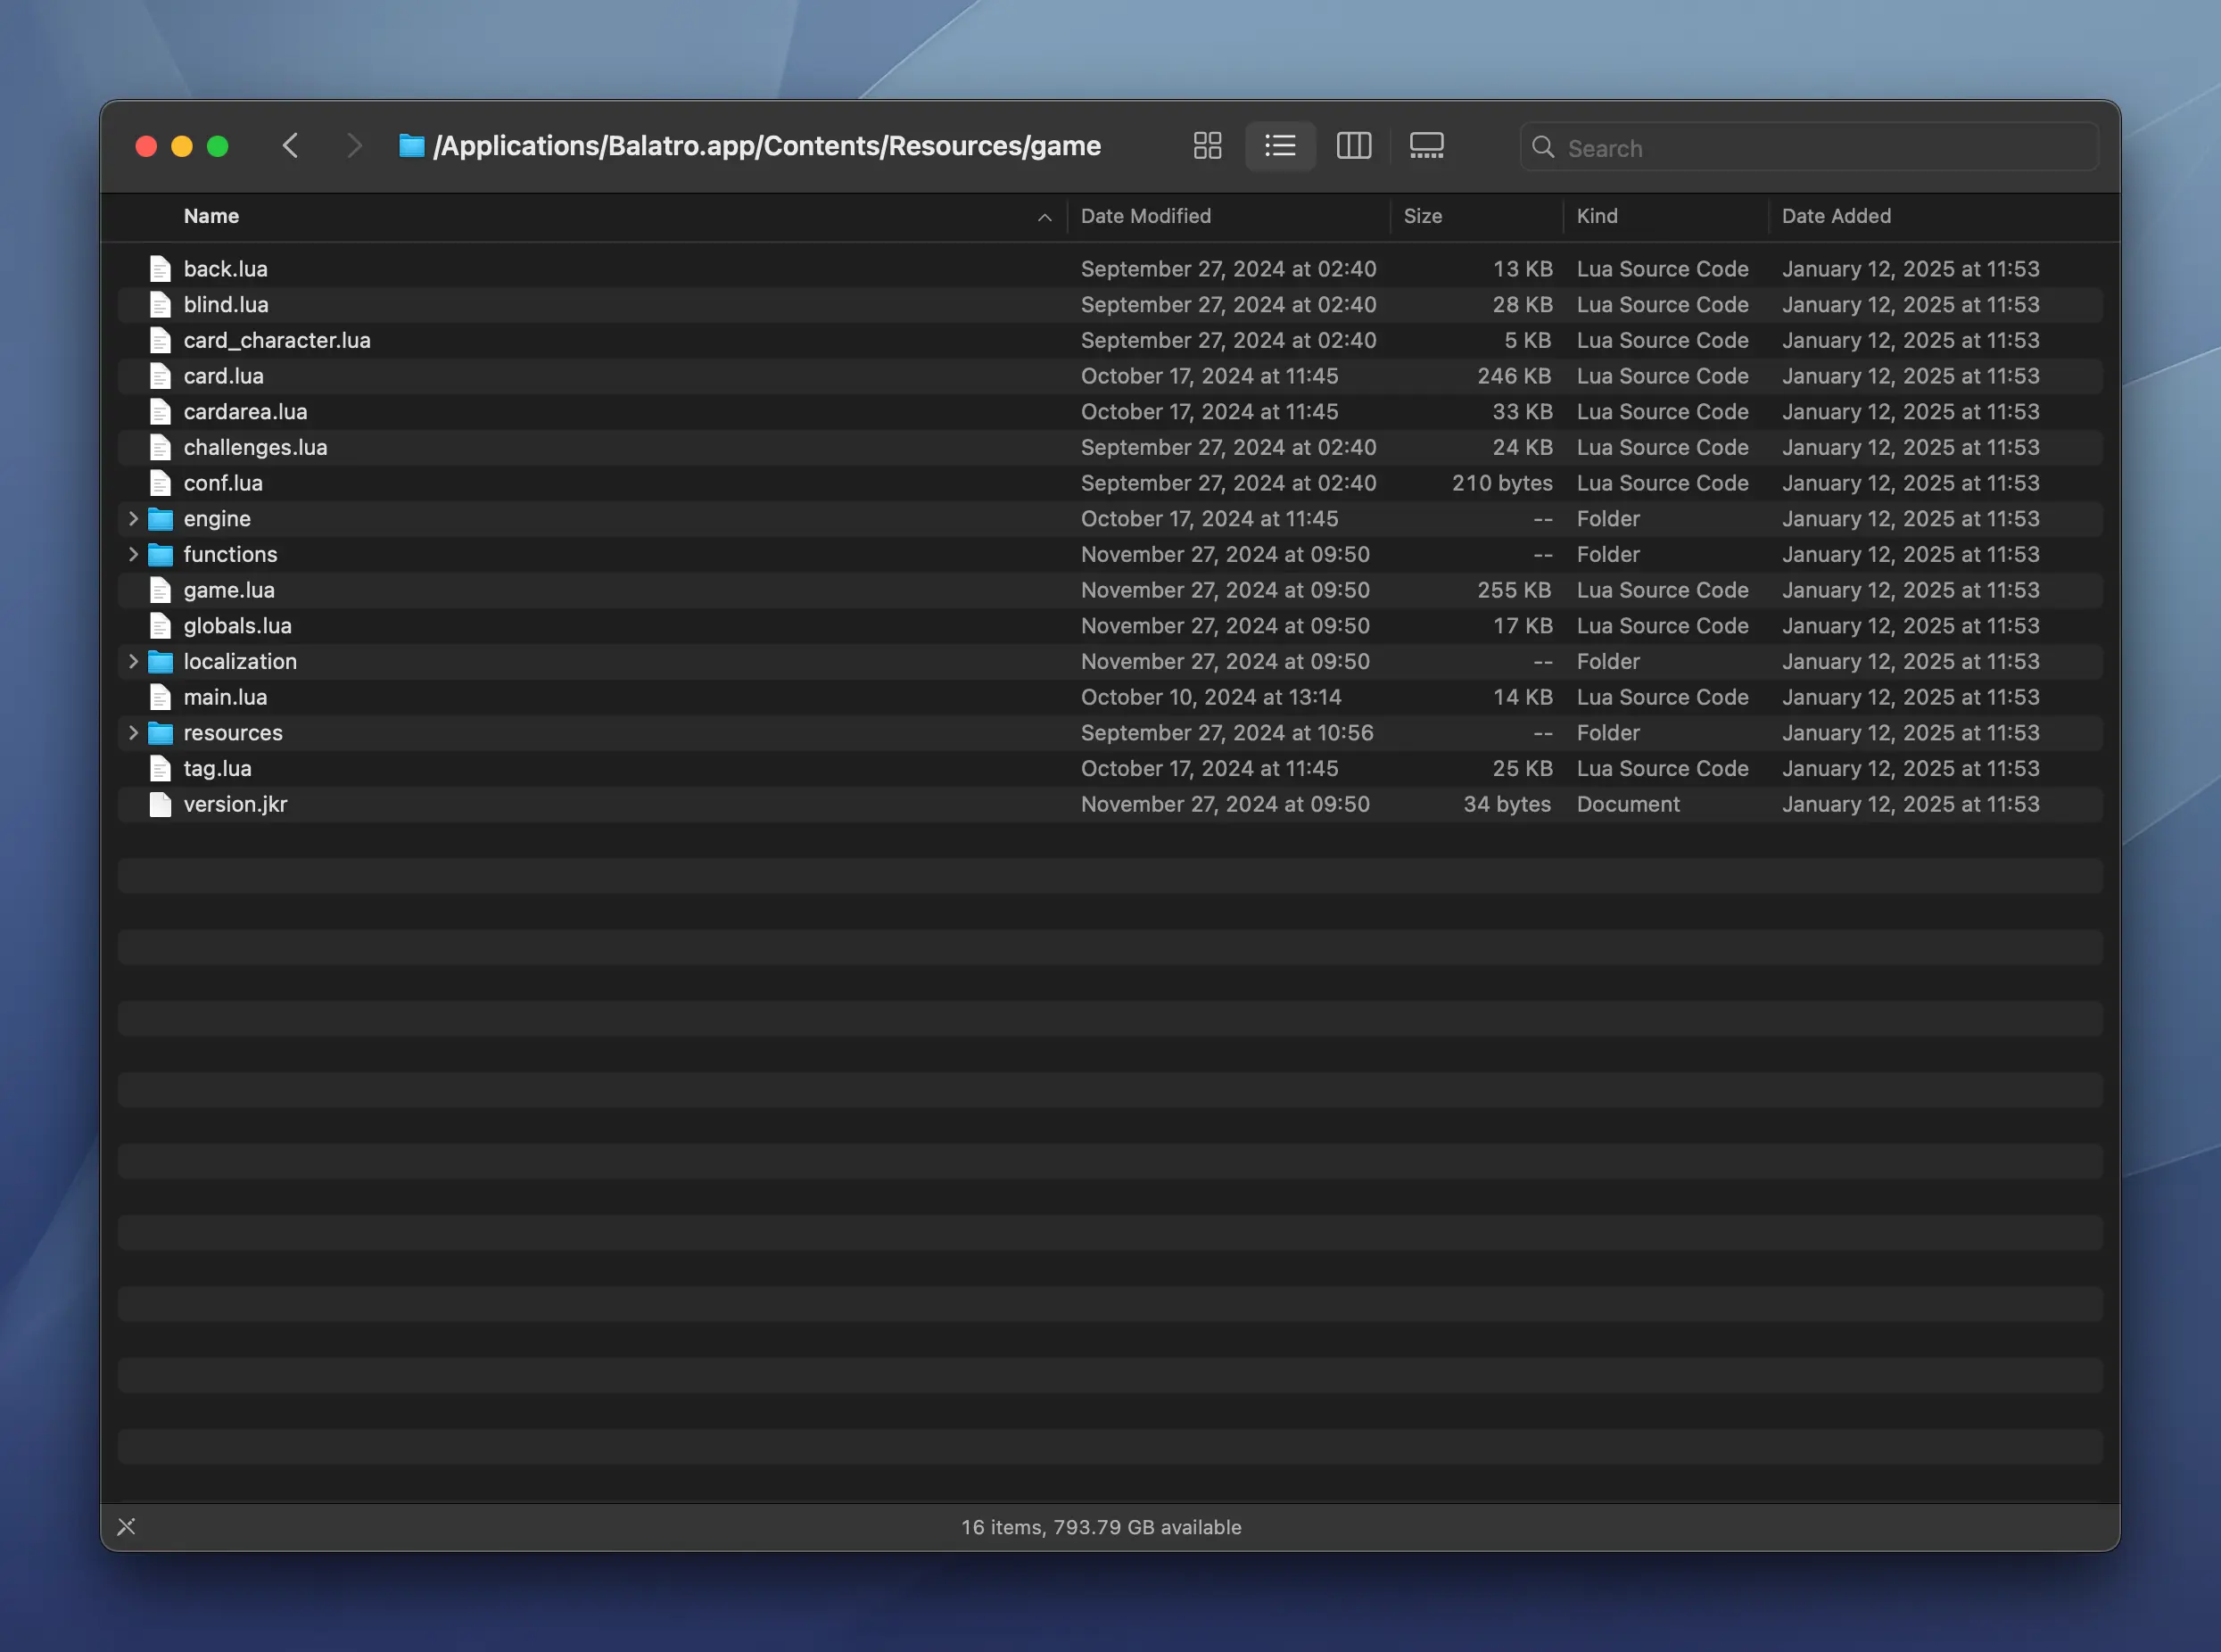 /Applications/Balatro.app/Contents/Resources/game
Search
Name Date Modified Size Kind Date Added
back.lua September 27, 2024 at 02:40 13 KB Lua Source Code January 12, 2025 at 11:53
blind.lua September 27, 2024 at 02:40 28 KB Lua Source Code January 12, 2025 at 11:53
card_character.lua September 27, 2024 at 02:40 5 KB Lua Source Code January 12, 2025 at 11:53
card.lua October 17, 2024 at 11:45 246 KB Lua Source Code January 12, 2025 at 11:53
cardarea.lua October 17, 2024 at 11:45 33 KB Lua Source Code January 12, 2025 at 11:53
challenges.lua September 27, 2024 at 02:40 24 KB Lua Source Code January 12, 2025 at 11:53
conf.lua September 27, 2024 at 02:40 210 bytes Lua Source Code January 12, 2025 at 11:53
engine October 17, 2024 at 11:45 -- Folder January 12, 2025 at 11:53
functions November 27, 2024 at 09:50 -- Folder January 12, 2025 at 11:53
game.lua November 27, 2024 at 09:50 255 KB Lua Source Code January 12, 2025 at 11:53
globals.lua November 27, 2024 at 09:50 17 KB Lua Source Code January 12, 2025 at 11:53
localization November 27, 2024 at 09:50 -- Folder January 12, 2025 at 11:53
main.lua October 10, 2024 at 13:14 14 KB Lua Source Code January 12, 2025 at 11:53
resources September 27, 2024 at 10:56 -- Folder January 12, 2025 at 11:53
tag.lua October 17, 2024 at 11:45 25 KB Lua Source Code January 12, 2025 at 11:53
version.jkr November 27, 2024 at 09:50 34 bytes Document January 12, 2025 at 11:53
16 items, 793.79 GB available